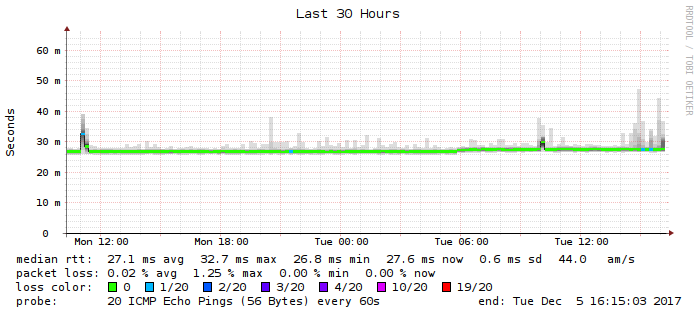 Last 30 Hours
RRDTOOL / TOBI OETIKER
Seconds
60 m
50 m
40 m
30 m
20 m
10 m
0
Mon 12:00 Mon 18:00 Tue 00:00 Tue 06:00 Tue 12:00
median rtt: 27.1 ms avg 32.7 ms max 26.8 ms min 27.6 ms now 0.6 ms sd 44.0 am/s
packet loss: 0.02 % avg 1.25 % max 0.00 % min 0.00 % now
loss color: 0 1/20 2/20 3/20 4/20 10/20 19/20
probe: 20 ICMP Echo Pings (56 Bytes) every 60s end: Tue Dec 5 16:15:03 2017